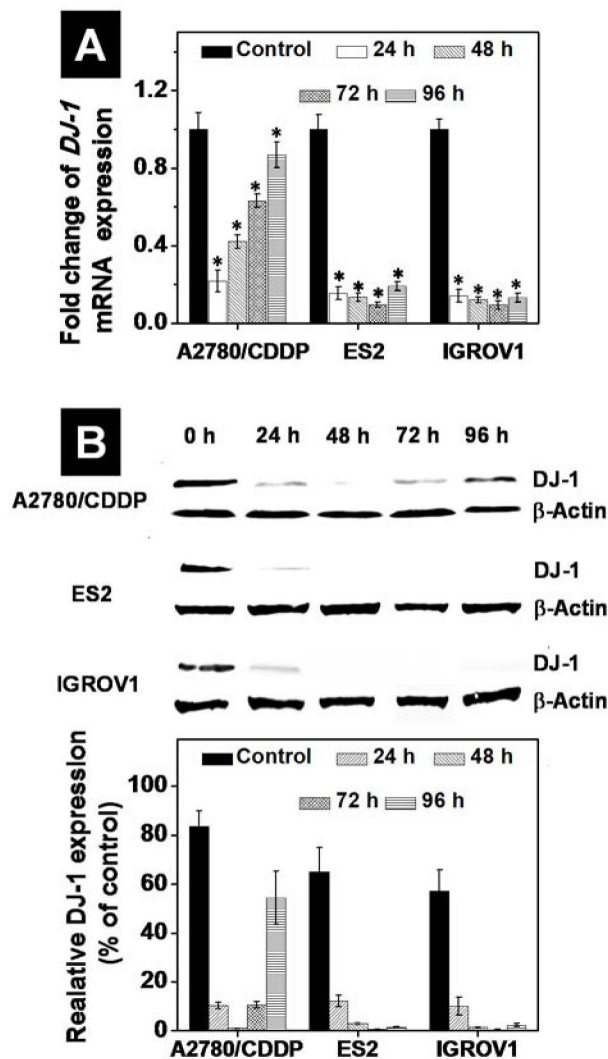 A
Control 24 h 48 h
72 h 96 h
Fold change of DJ-1
mRNA expression
1.2
0.8
0.4
0.0
* * * *
* * * *
* * * *
A2780/CDDP ES2 IGROV1
B
0 h 24 h 48 h 72 h 96 h
A2780/CDDP
DJ-1
β-Actin
ES2
DJ-1
β-Actin
IGROV1
DJ-1
β-Actin
Control 24 h 48 h
72 h 96 h
Realative DJ-1 expression
(% of control)
100
80
60
40
20
0
A2780/CDDP ES2 IGROV1